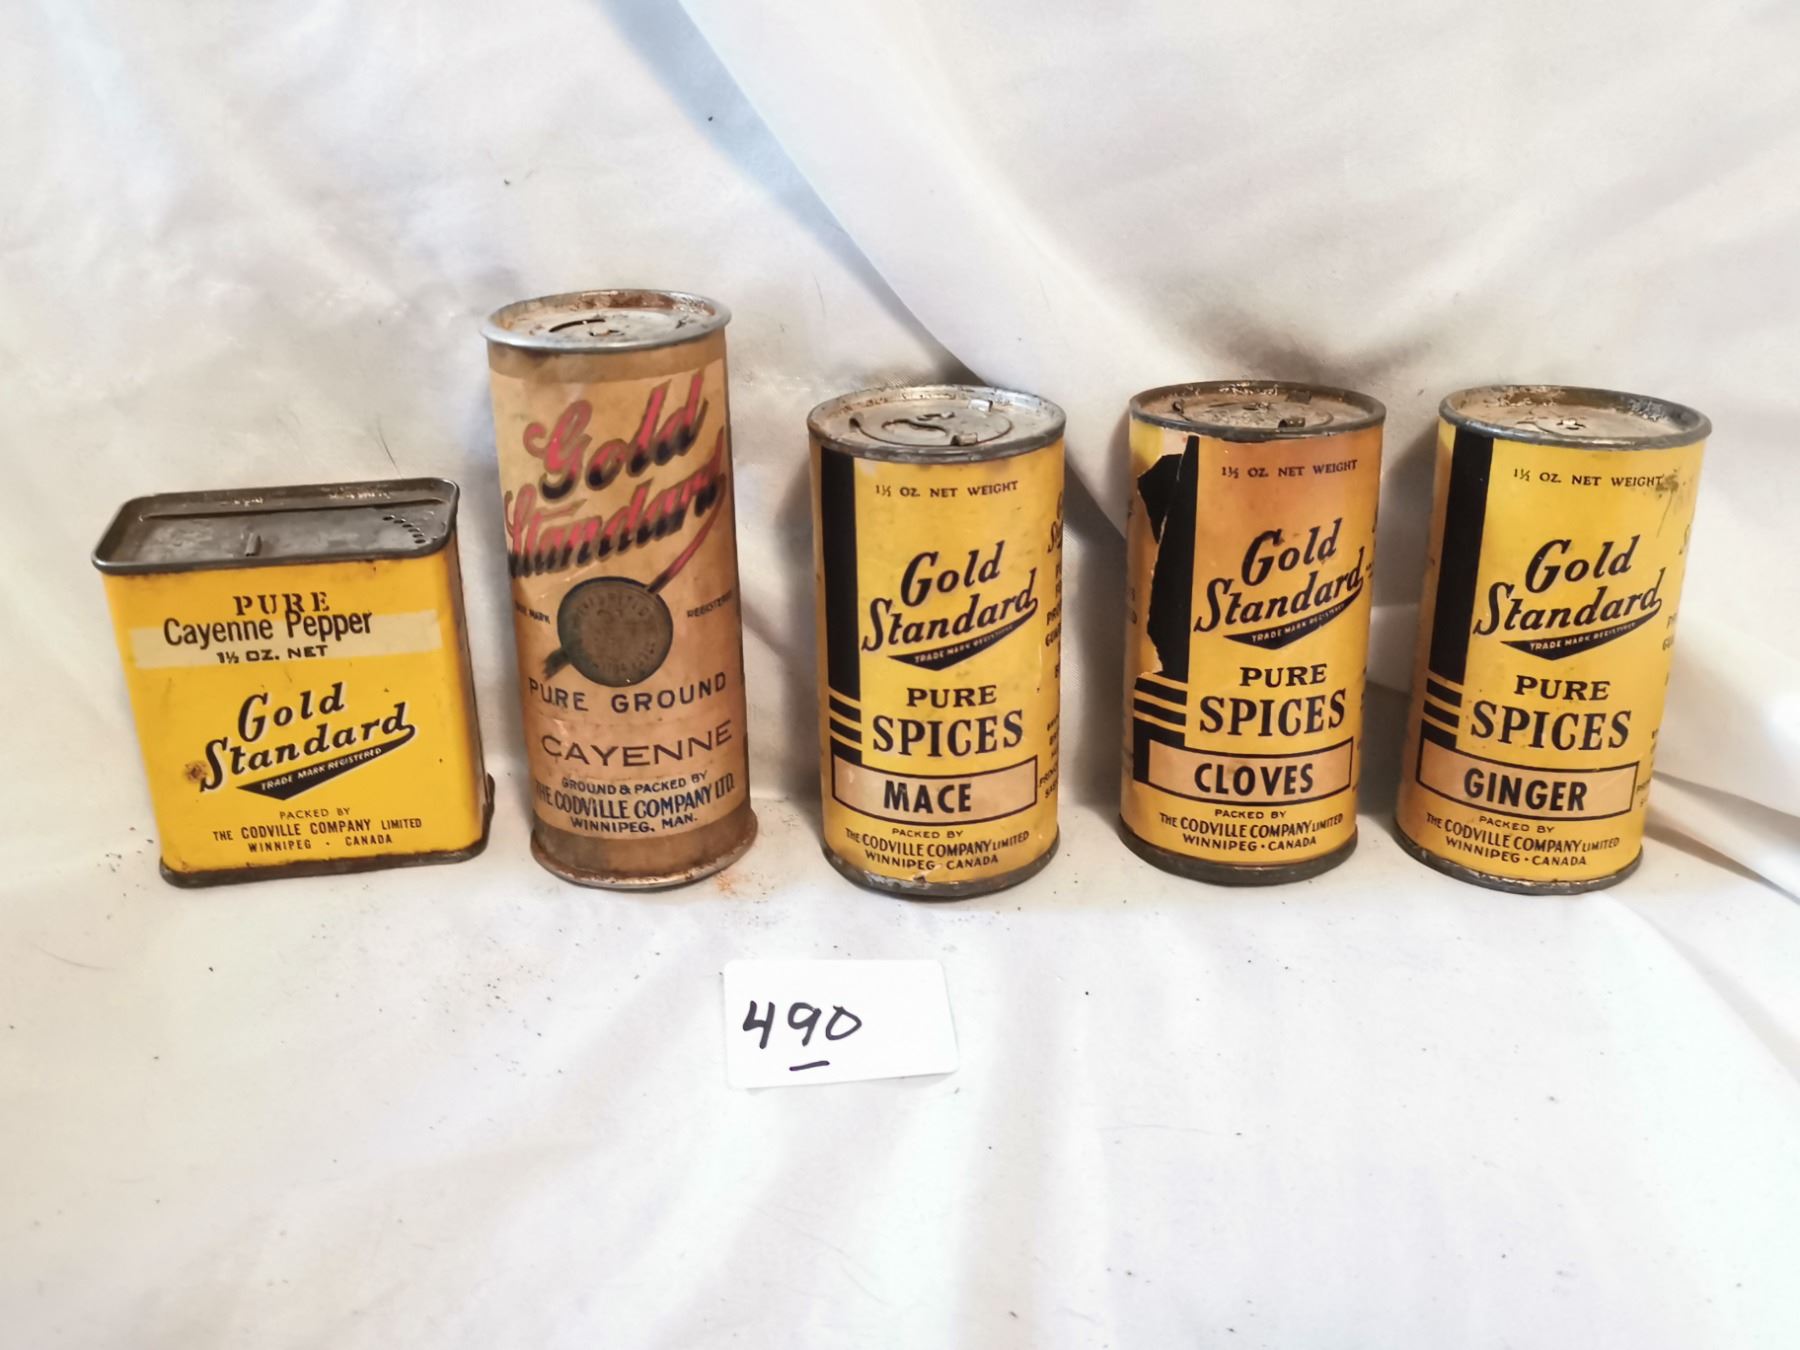 PURE
Cayenne Pepper
1½ OZ. NET
Gold
Standard
TRADE MARK REGISTERED
PACKED BY
THE CODVILLE COMPANY LIMITED
WINNIPEG · CANADA
Gold
Standard
MARK REGISTERED
PURE GROUND
CAYENNE
GROUND & PACKED BY
THE CODVILLE COMPANY LTD.
WINNIPEG, MAN.
1½ OZ. NET WEIGHT
Gold
Standard
TRADE MARK REGISTERED
PURE
SPICES
MACE
PACKED BY
THE CODVILLE COMPANY LIMITED
WINNIPEG · CANADA
1½ OZ. NET WEIGHT
Gold
Standard
TRADE MARK REGISTERED
PURE
SPICES
CLOVES
PACKED BY
THE CODVILLE COMPANY LIMITED
WINNIPEG · CANADA
1½ OZ. NET WEIGHT
Gold
Standard
TRADE MARK REGISTERED
PURE
SPICES
GINGER
PACKED BY
THE CODVILLE COMPANY LIMITED
WINNIPEG · CANADA
490